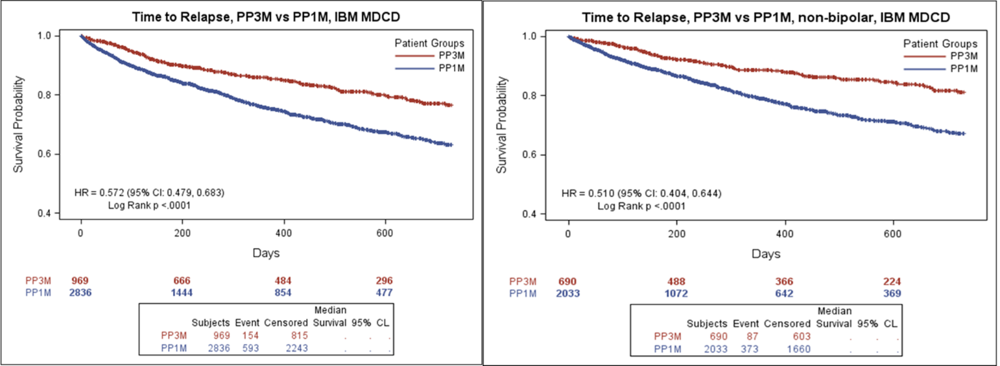 Time to Relapse, PP3M vs PP1M, IBM MDCD
1.0
0.8
0.6
0.4
Survival Probability
Patient Groups
PP3M
PP1M
HR = 0.572 (95% CI: 0.479, 0.683)
Log Rank p <.0001
0 200 400 600
Days
PP3M 969 666 484 296
PP1M 2836 1444 854 477
Median
Subjects Event Censored Survival 95% CL
PP3M 969 154 815 . . .
PP1M 2836 593 2243 . . .
Time to Relapse, PP3M vs PP1M, non-bipolar, IBM MDCD
1.0
0.8
0.6
0.4
Survival Probability
Patient Groups
PP3M
PP1M
HR = 0.510 (95% CI: 0.404, 0.644)
Log Rank p <.0001
0 200 400 600
Days
PP3M 690 488 366 224
PP1M 2033 1072 642 369
Median
Subjects Event Censored Survival 95% CL
PP3M 690 87 603 . . .
PP1M 2033 373 1660 . . .